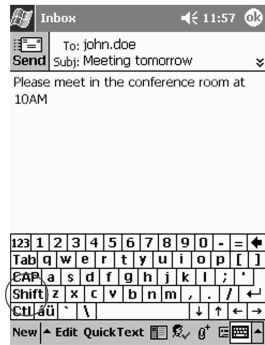 Inbox 11:57 ok
To: john.doe
Send Subj: Meeting tomorrow
Please meet in the conference room at
10AM
123 1 2 3 4 5 6 7 8 9 0 - =
Tab q w e r t y u i o p [ ]
CAP a s d f g h j k l ; '
Shift z x c v b n m , . /
Ctl áü ` \
New Edit QuickText